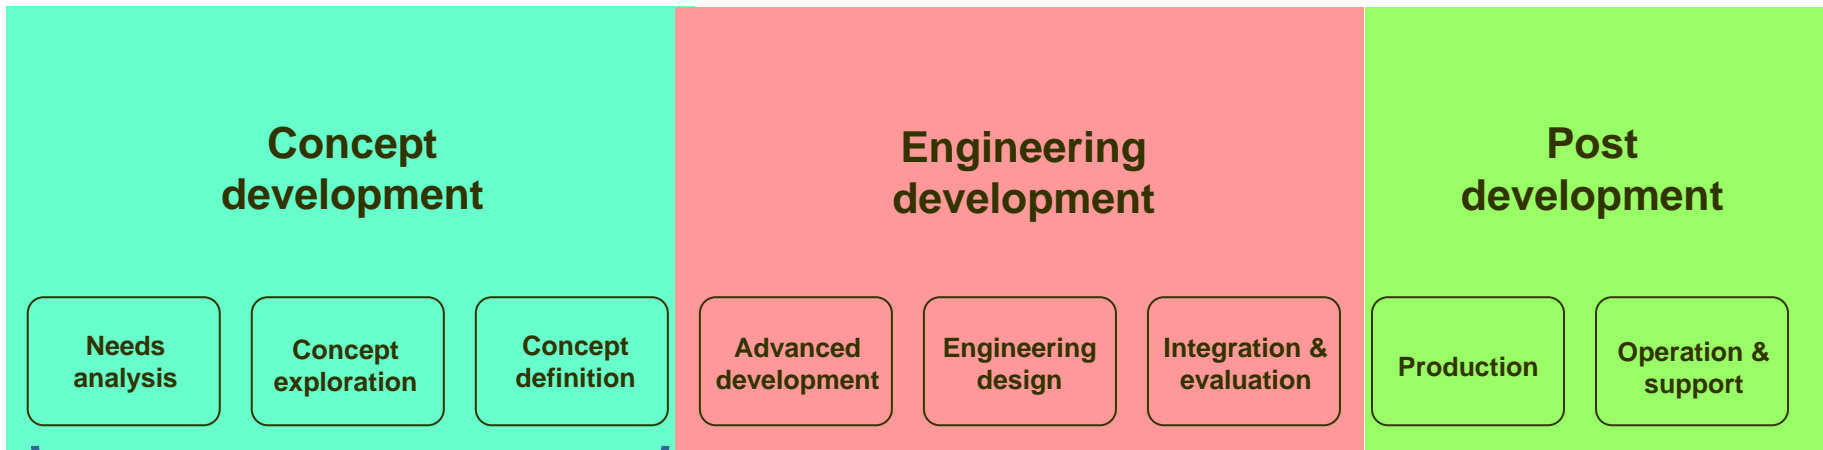 Concept
development
Engineering
development
Post
development
Needs
analysis
Concept
exploration
Concept
definition
Advanced
development
Engineering
design
Integration &
evaluation
Production
Operation &
support